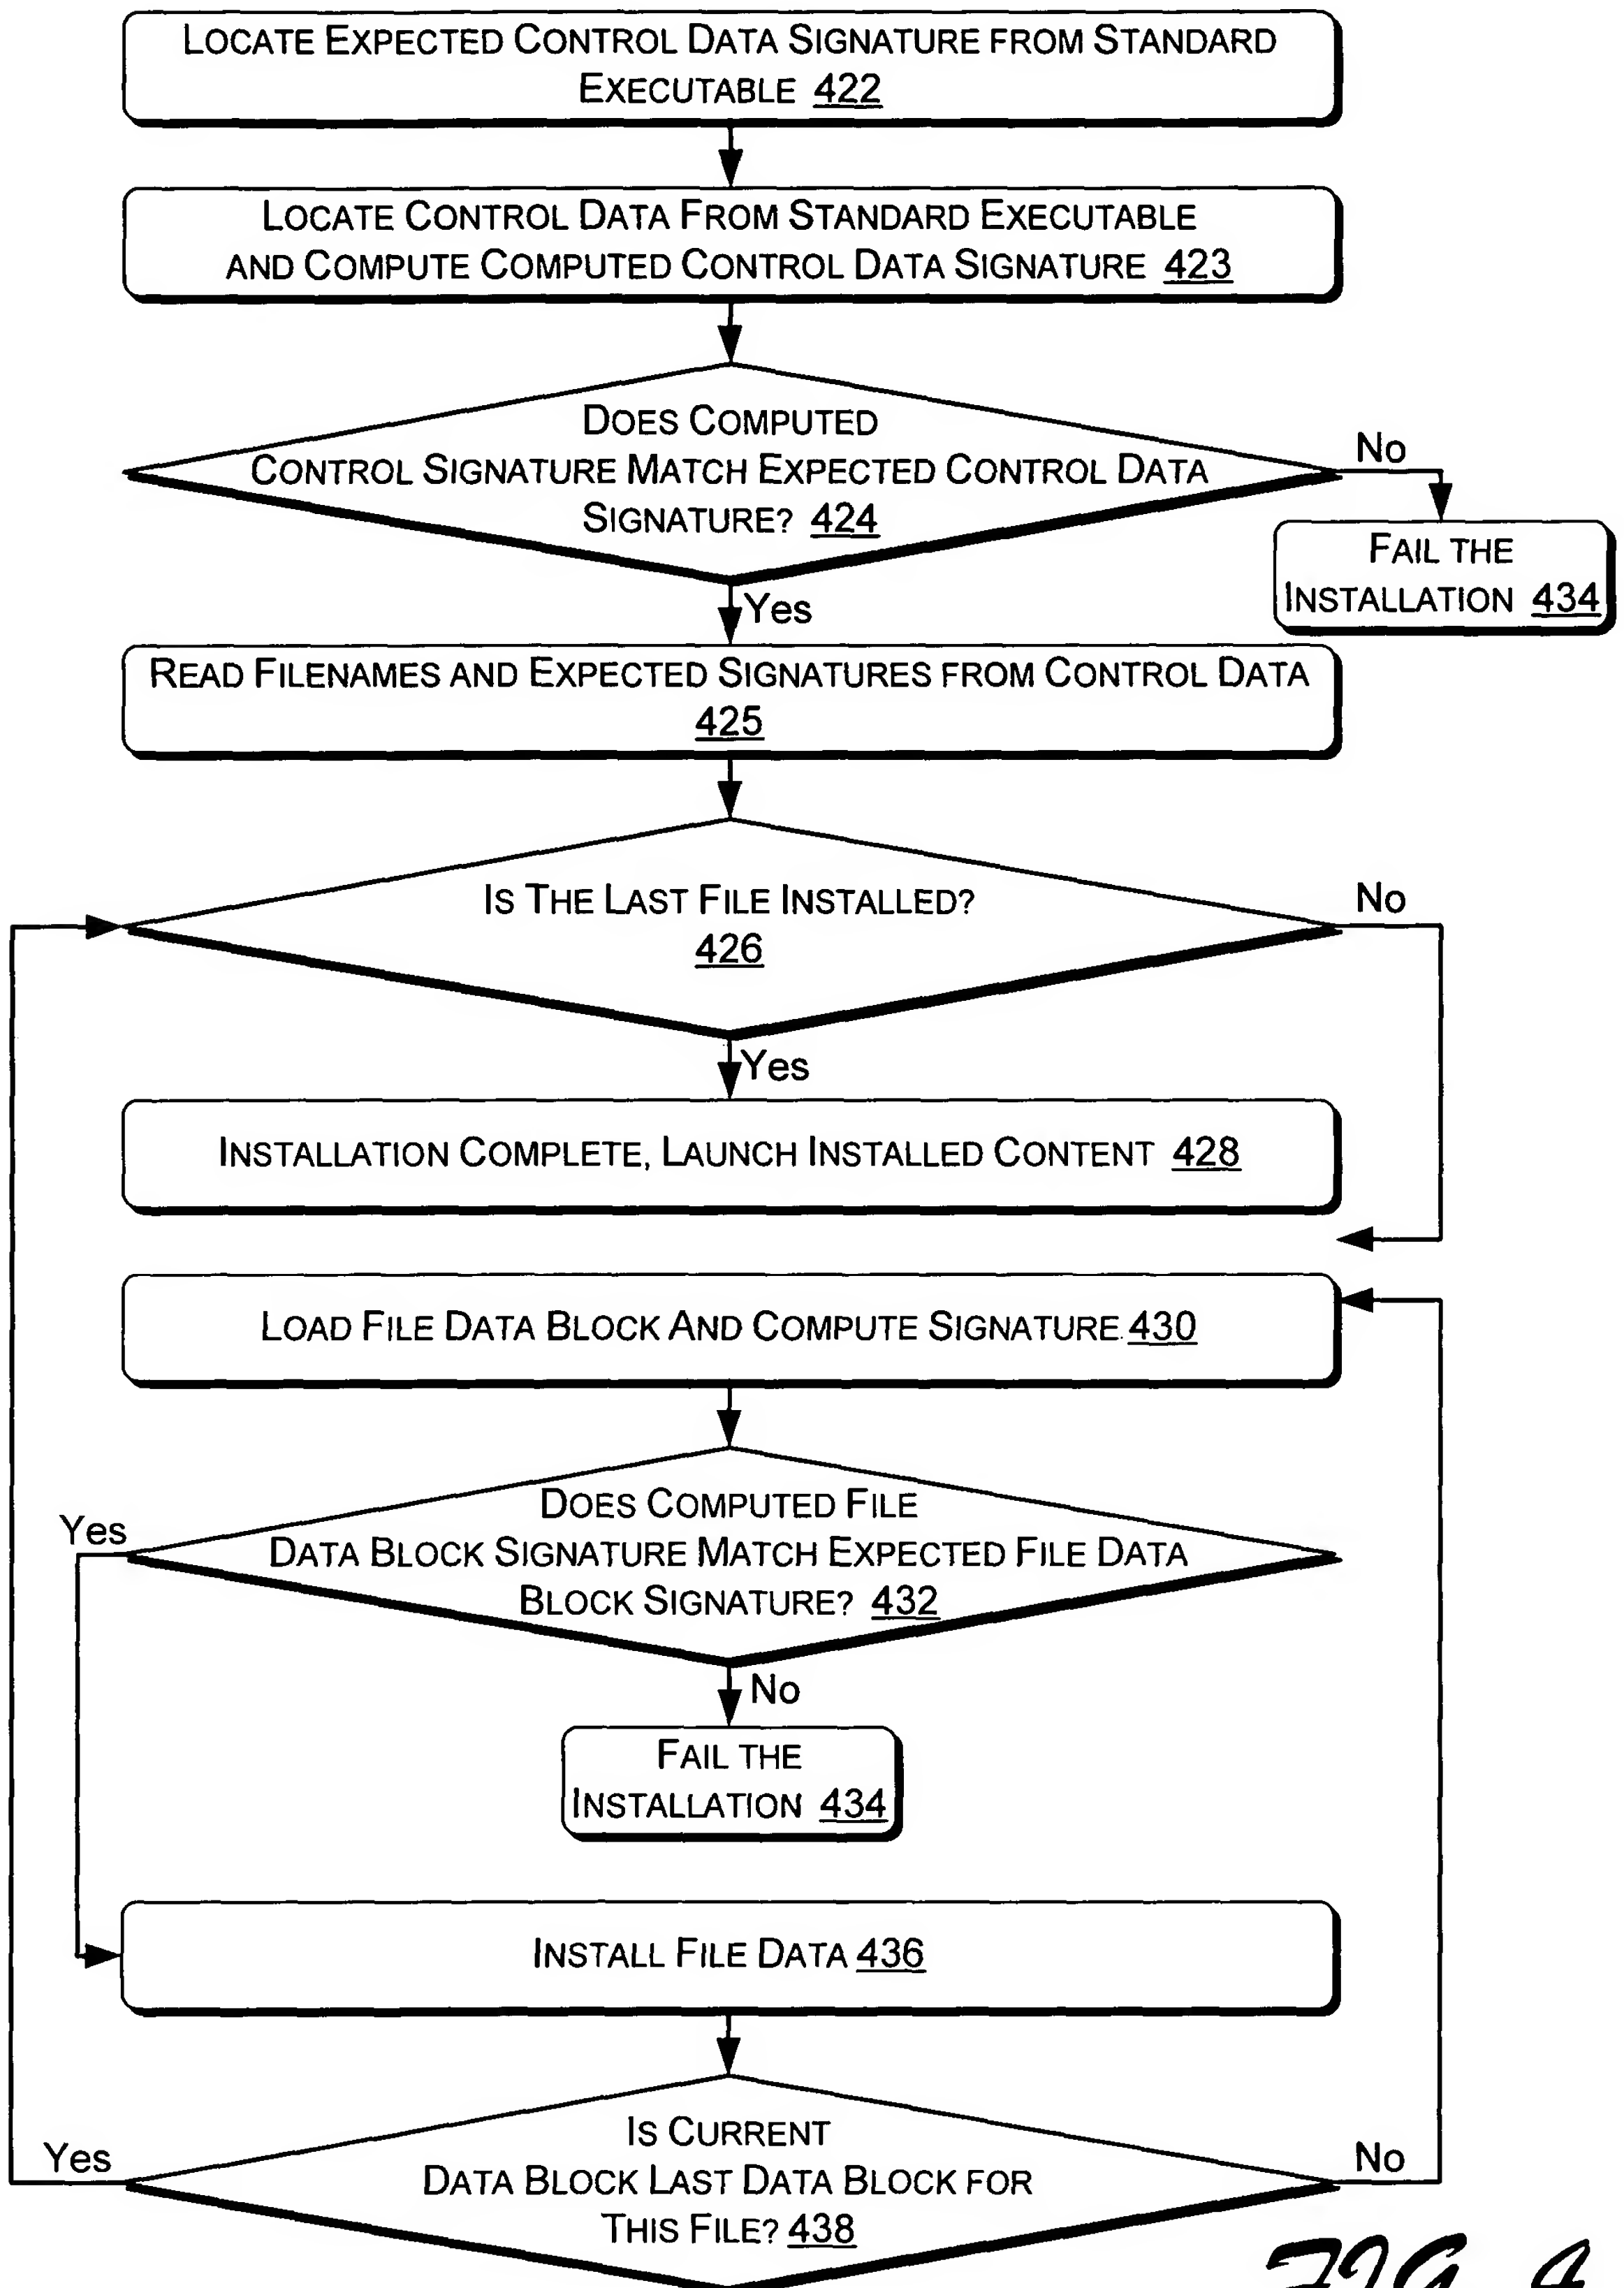 LOCATE EXPECTED CONTROL DATA SIGNATURE FROM STANDARD
EXECUTABLE 422
LOCATE CONTROL DATA FROM STANDARD EXECUTABLE
AND COMPUTE COMPUTED CONTROL DATA SIGNATURE 423
DOES COMPUTED
CONTROL SIGNATURE MATCH EXPECTED CONTROL DATA
SIGNATURE? 424
No
FAIL THE
INSTALLATION 434
Yes
READ FILENAMES AND EXPECTED SIGNATURES FROM CONTROL DATA
425
IS THE LAST FILE INSTALLED?
426
No
Yes
INSTALLATION COMPLETE, LAUNCH INSTALLED CONTENT 428
LOAD FILE DATA BLOCK AND COMPUTE SIGNATURE 430
DOES COMPUTED FILE
DATA BLOCK SIGNATURE MATCH EXPECTED FILE DATA
BLOCK SIGNATURE? 432
Yes
No
FAIL THE
INSTALLATION 434
INSTALL FILE DATA 436
IS CURRENT
DATA BLOCK LAST DATA BLOCK FOR
THIS FILE? 438
Yes
No
FIG. 4